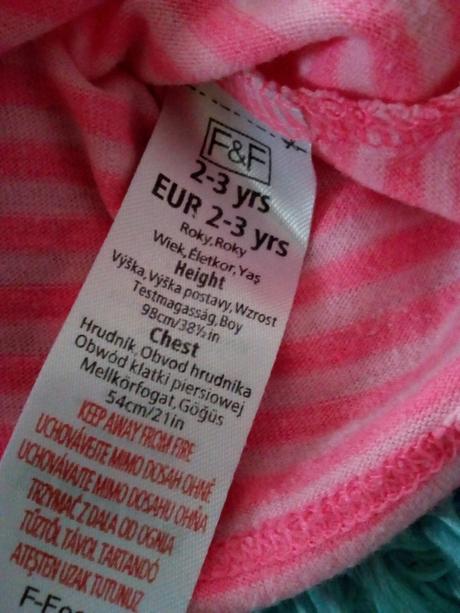 F&F
2-3 yrs
EUR 2-3 yrs
Roky, Roky
Wiek, Életkor, Yaş
Height
Výška, Výška postavy, Wzrost
Testmagasság, Boy
98cm/38½in
Chest
Hrudník, Obvod hrudníka
Obwód klatki piersiowej
Mellkörfogat, Göğüs
54cm/21in
KEEP AWAY FROM FIRE
UCHOVÁVEJTE MIMO DOSAH OHNĚ
UCHOVÁVAJTE MIMO DOSAHU OHŇA
TRZYMAĆ Z DALA OD OGNIA
TŰZTŐL TÁVOL TARTANDÓ
ATEŞTEN UZAK TUTUNUZ